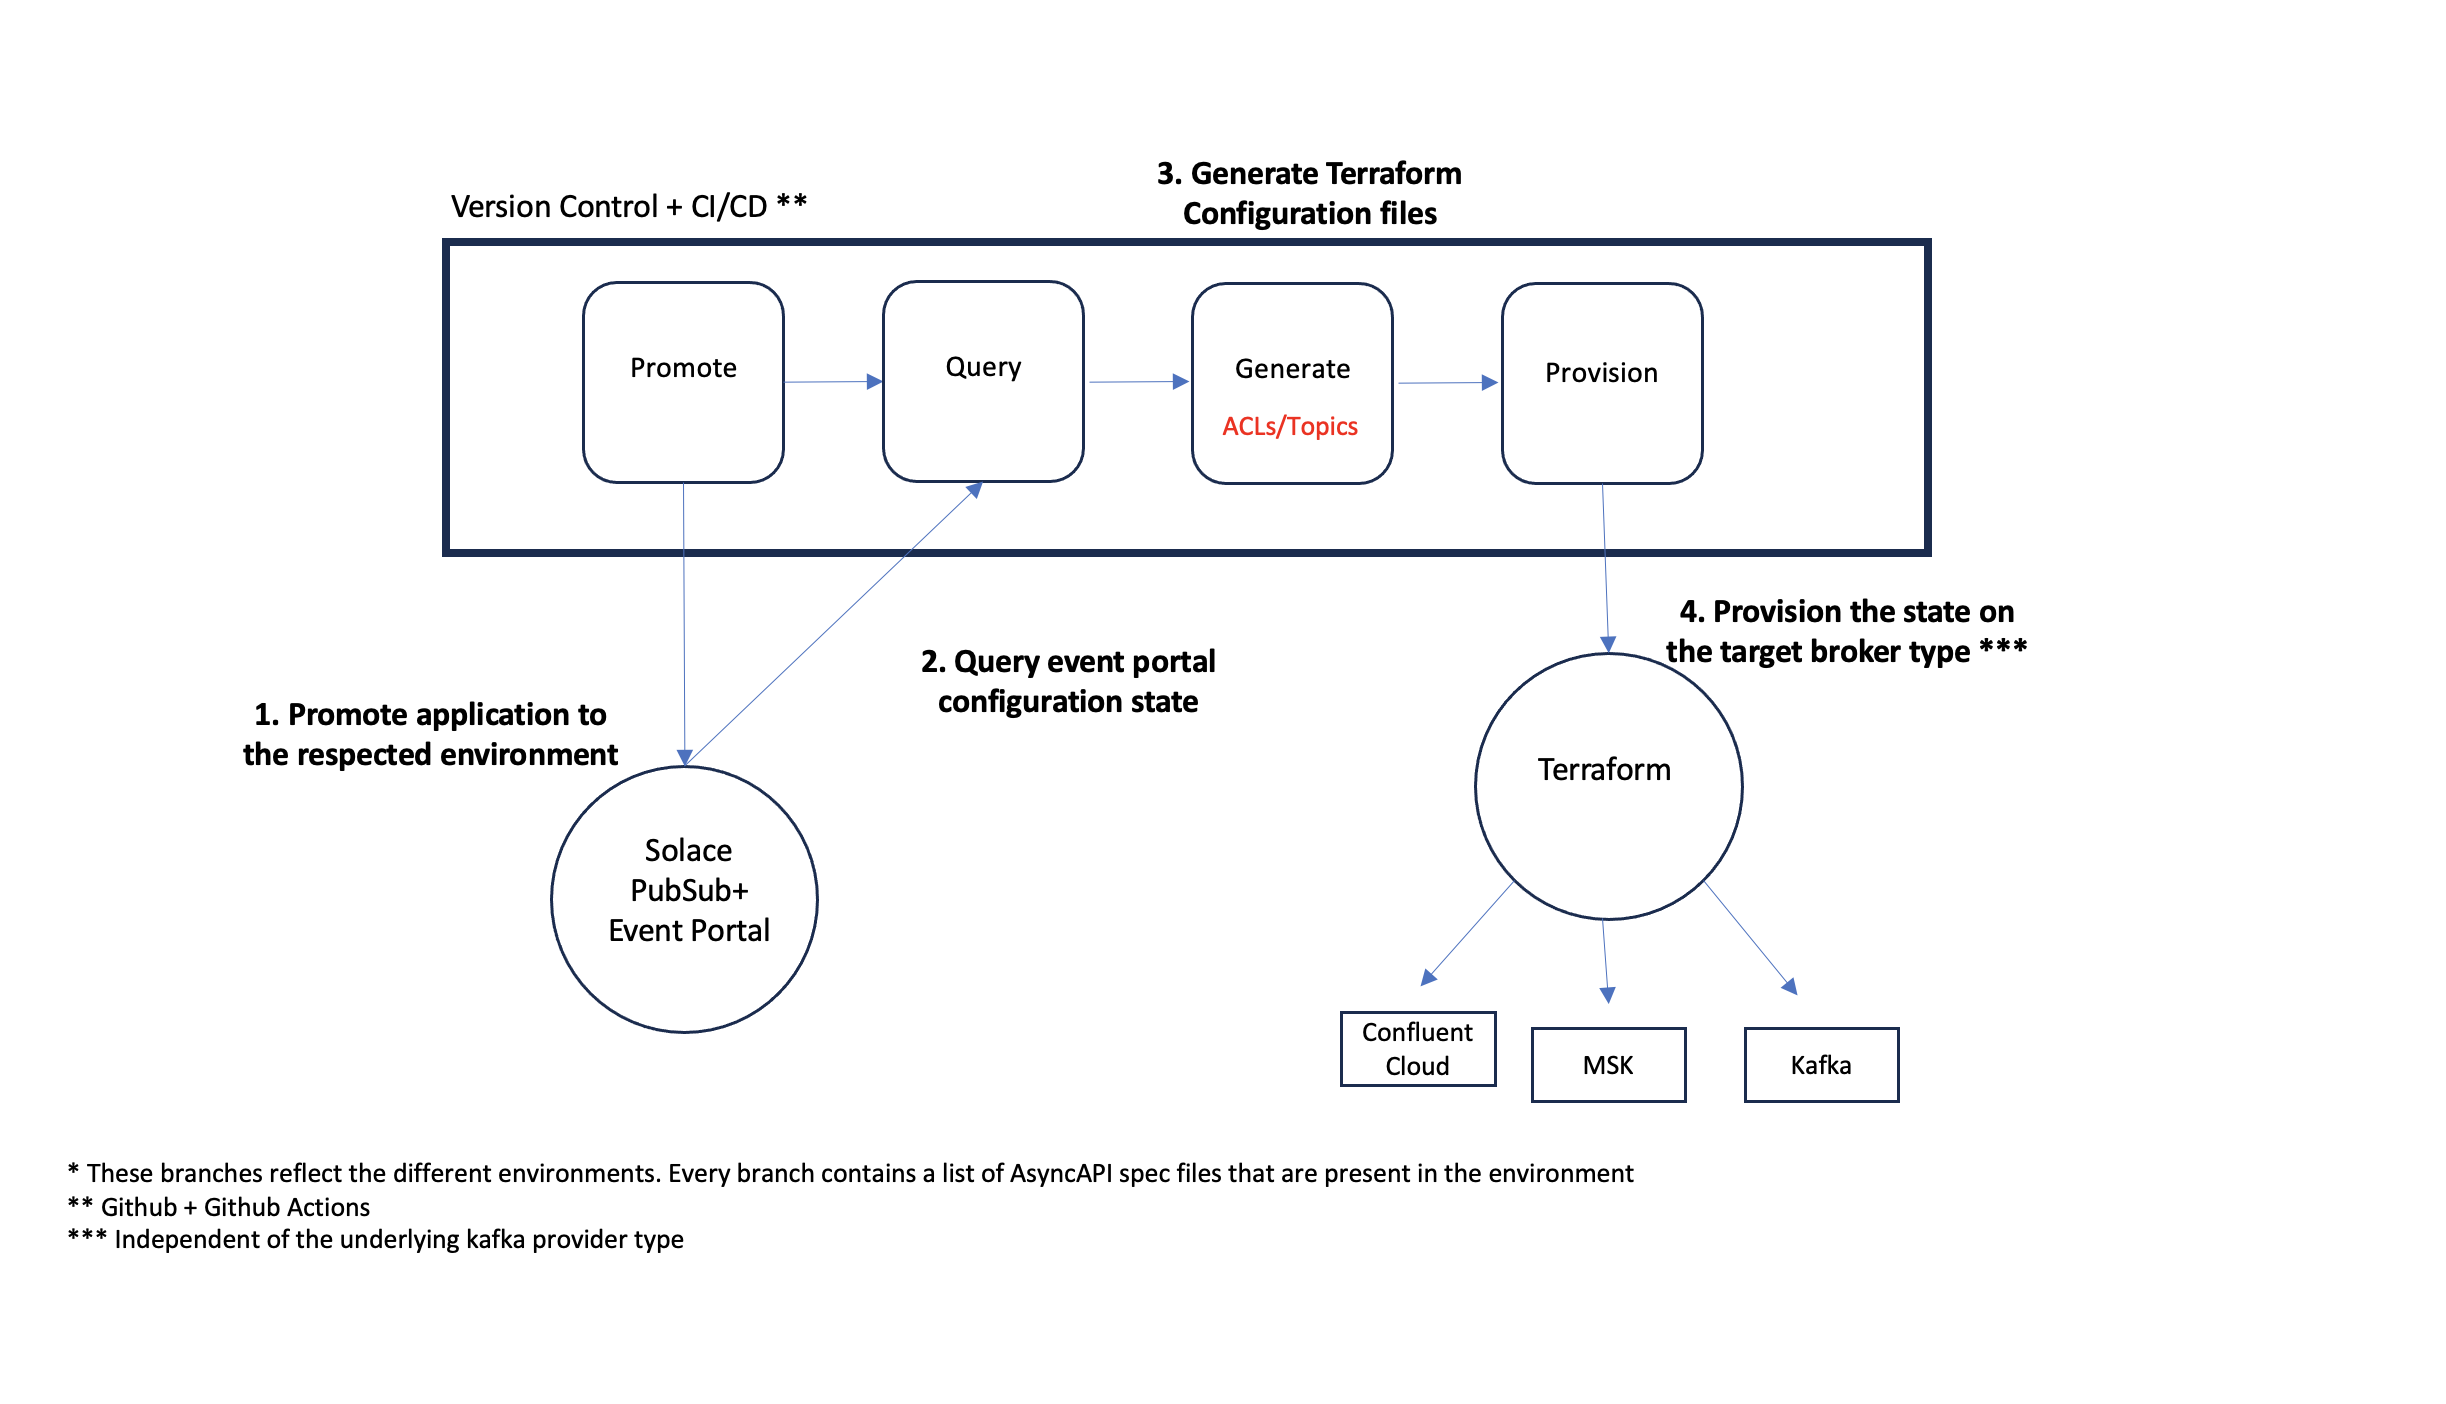 3. Generate Terraform
Configuration files
Version Control + CI/CD **
Promote
Query
Generate
ACLs/Topics
Provision
1. Promote application to
the respected environment
2. Query event portal
configuration state
4. Provision the state on
the target broker type ***
Solace
PubSub+
Event Portal
Terraform
Confluent
Cloud
MSK
Kafka
* These branches reflect the different environments. Every branch contains a list of AsyncAPI spec files that are present in the environment
** Github + Github Actions
*** Independent of the underlying kafka provider type